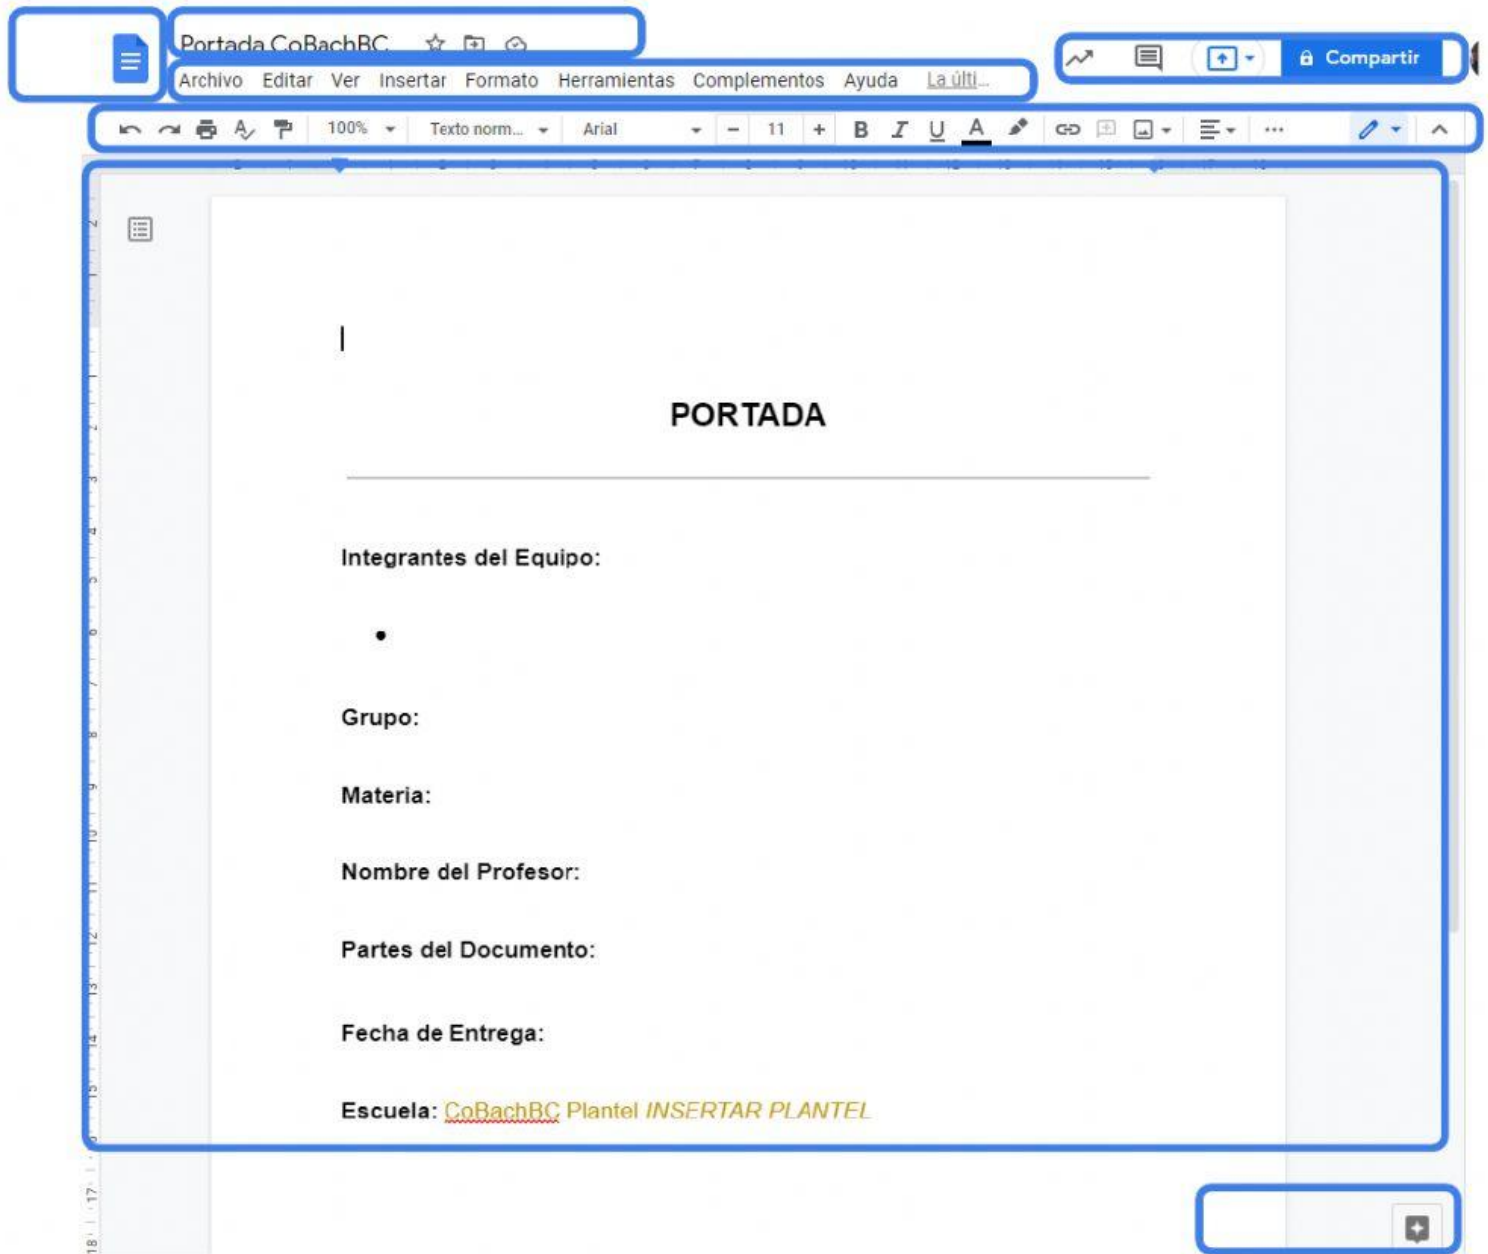 Portada CoBachBC
Archivo Editar Ver Insertar Formato Herramientas Complementos Ayuda La últi...
Compartir
100% Texto norm... Arial - 11 + B I U A
PORTADA
Integrantes del Equipo:
•
Grupo:
Materia:
Nombre del Profesor:
Partes del Documento:
Fecha de Entrega:
Escuela: CoBachBC Plantel INSERTAR PLANTEL